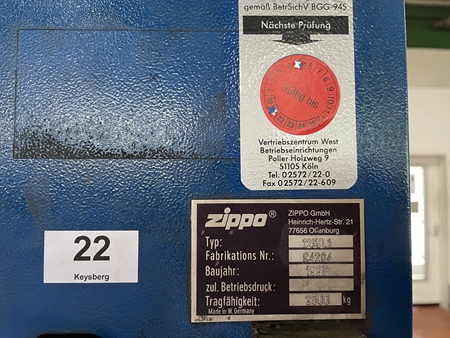 gemäß BetrSichV BGG 945
Nächste Prüfung
gültig bis
Vertriebszentrum West
Betriebseinrichtungen
Poller Holzweg 9
51105 Köln
Tel. 02572/22-0
Fax 02572/22-609
22
Keysberg
zippo®
ZIPPO GmbH
Heinrich-Hertz-Str. 21
77656 Offenburg
Typ:
Fabrikations Nr.:
Baujahr:
zul. Betriebsdruck:
Tragfähigkeit: kg
Made in W. Germany